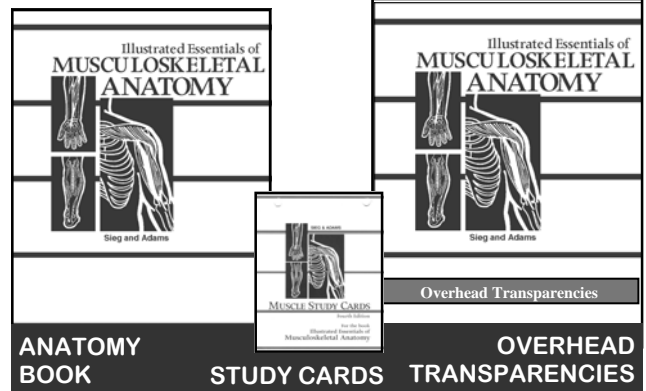 Illustrated Essentials of
MUSCULOSKELETAL
ANATOMY
Sieg and Adams
Illustrated Essentials of
MUSCULOSKELETAL
ANATOMY
Sieg and Adams
Overhead Transparencies
SIEG & ADAMS
MUSCLE STUDY CARDS
Fourth Edition
For the book
Illustrated Essentials of
Musculoskeletal Anatomy
ANATOMY
BOOK
STUDY CARDS
OVERHEAD
TRANSPARENCIES